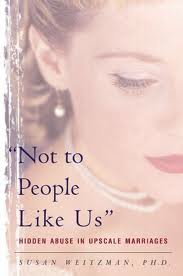 "Not to
People
Like Us"
HIDDEN ABUSE IN UPSCALE MARRIAGES
SUSAN WEITZMAN, PH.D.